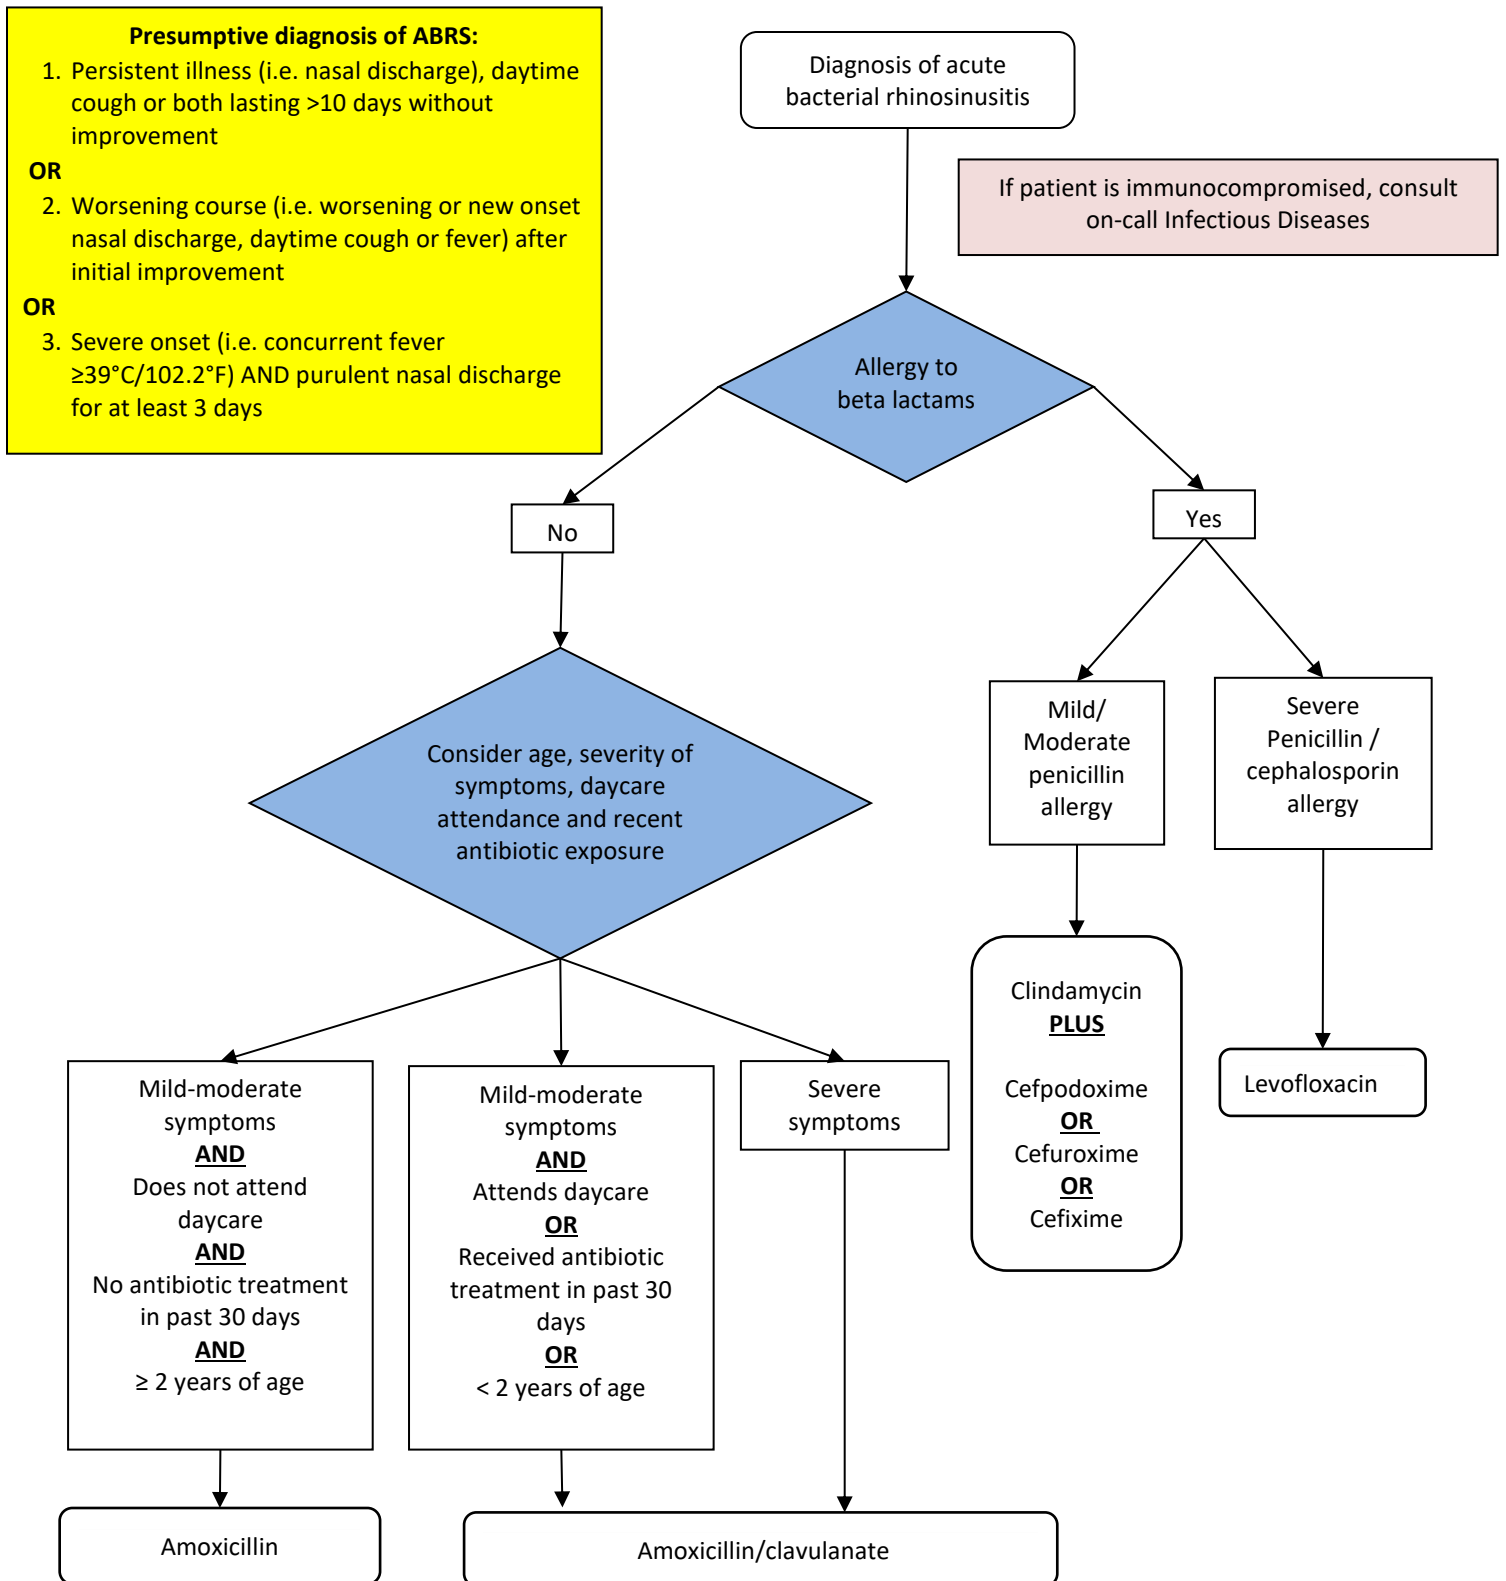 Presumptive diagnosis of ABRS:
1. Persistent illness (i.e. nasal discharge), daytime
cough or both lasting >10 days without
improvement
OR
2. Worsening course (i.e. worsening or new onset
nasal discharge, daytime cough or fever) after
initial improvement
OR
3. Severe onset (i.e. concurrent fever
≥39°C/102.2°F) AND purulent nasal discharge
for at least 3 days
Diagnosis of acute
bacterial rhinosinusitis
If patient is immunocompromised, consult
on-call Infectious Diseases
Allergy to
beta lactams
No
Yes
Consider age, severity of
symptoms, daycare
attendance and recent
antibiotic exposure
Mild/
Moderate
penicillin
allergy
Severe
Penicillin /
cephalosporin
allergy
Clindamycin
PLUS
Cefpodoxime
OR
Cefuroxime
OR
Cefixime
Levofloxacin
Mild-moderate
symptoms
AND
Does not attend
daycare
AND
No antibiotic treatment
in past 30 days
AND
≥ 2 years of age
Mild-moderate
symptoms
AND
Attends daycare
OR
Received antibiotic
treatment in past 30
days
OR
< 2 years of age
Severe
symptoms
Amoxicillin
Amoxicillin/clavulanate